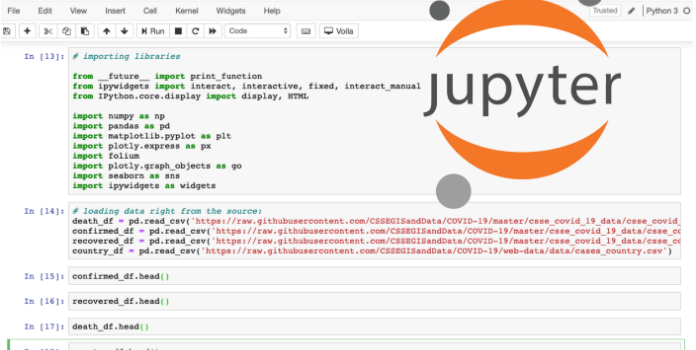 File Edit View Insert Cell Kernel Widgets Help Trusted Python 3
Run Code Voila
jupyter
In [13]: # importing libraries
from __future__ import print_function
from ipywidgets import interact, interactive, fixed, interact_manual
from IPython.core.display import display, HTML
import numpy as np
import pandas as pd
import matplotlib.pyplot as plt
import plotly.express as px
import folium
import plotly.graph_objects as go
import seaborn as sns
import ipywidgets as widgets
In [14]: # loading data right from the source:
death_df = pd.read_csv('https://raw.githubusercontent.com/CSSEGISandData/COVID-19/master/csse_covid_19_data/csse_covid_
confirmed_df = pd.read_csv('https://raw.githubusercontent.com/CSSEGISandData/COVID-19/master/csse_covid_19_data/csse_co
recovered_df = pd.read_csv('https://raw.githubusercontent.com/CSSEGISandData/COVID-19/master/csse_covid_19_data/csse_co
country_df = pd.read_csv('https://raw.githubusercontent.com/CSSEGISandData/COVID-19/web-data/data/cases_country.csv')
In [15]: confirmed_df.head()
In [16]: recovered_df.head()
In [17]: death_df.head()